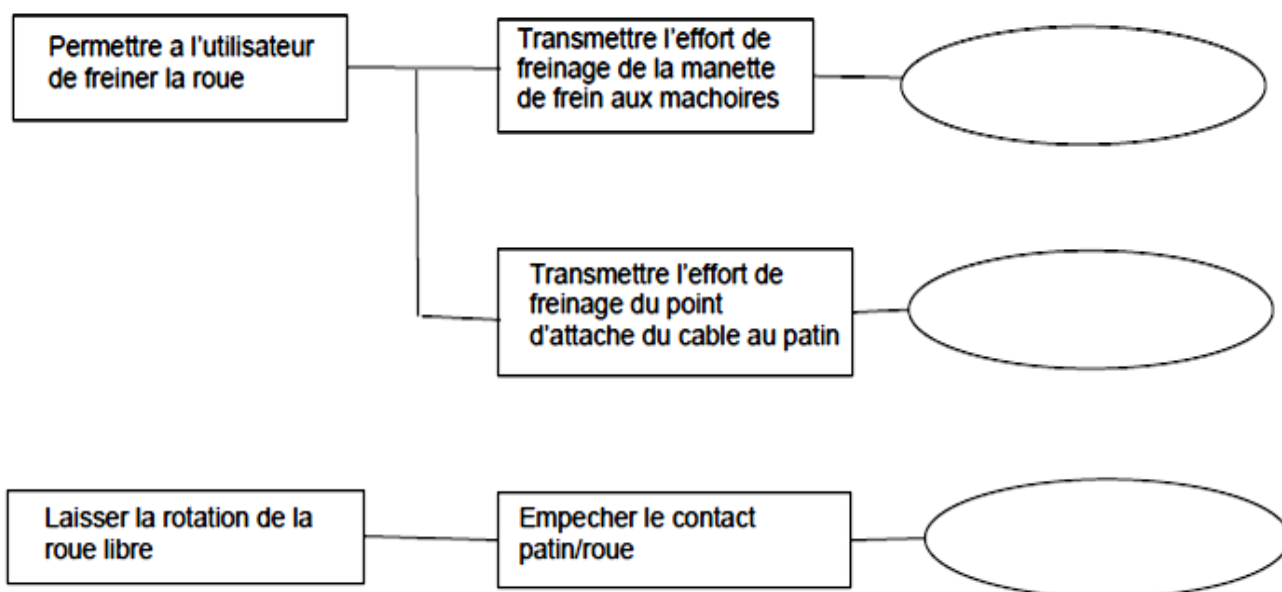 Permettre a l'utilisateur
de freiner la roue
Transmettre l'effort de
freinage de la manette
de frein aux machoires
Transmettre l'effort de
freinage du point
d'attache du cable au patin
Laisser la rotation de la
roue libre
Empecher le contact
patin/roue